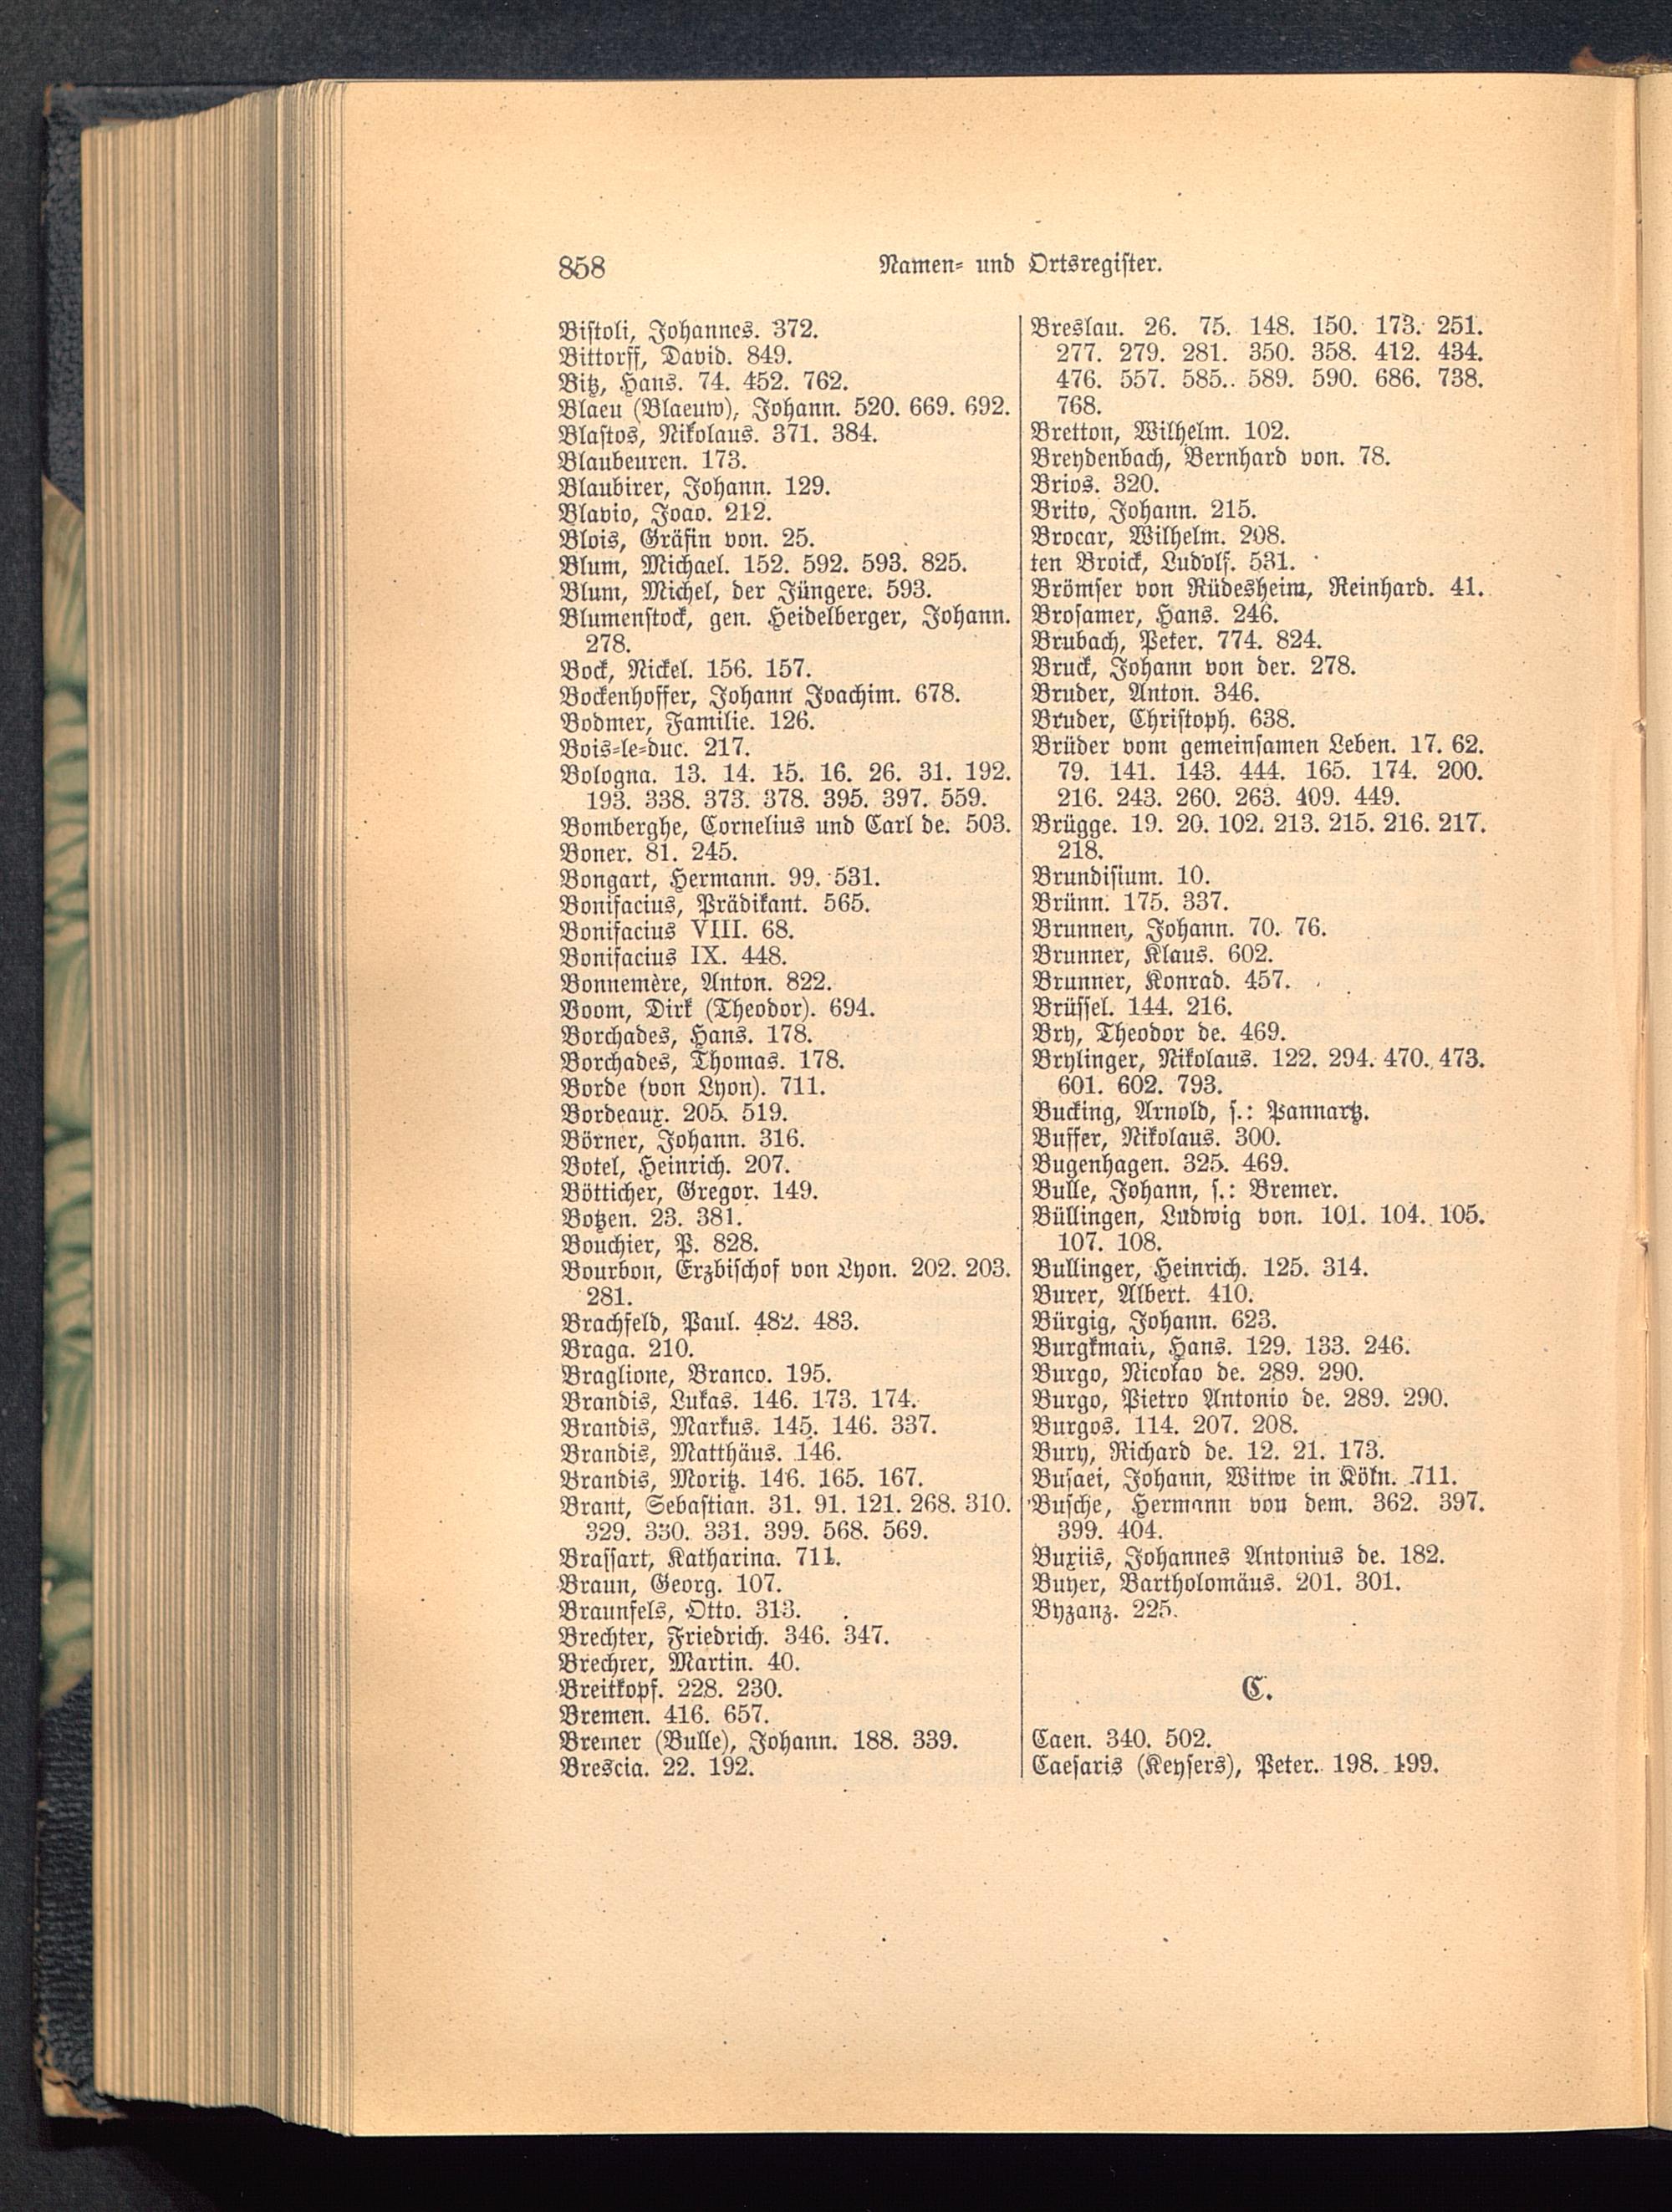 858
Namen- und Ortsregister.
Bistoli, Johannes. 372.
Bittorff, David. 849.
Bitz, Hans. 74. 452. 762.
Blaeu (Blaeuw), Johann. 520. 669. 692.
Blastos, Nikolaus. 371. 384.
Blaubeuren. 173.
Blaubirer, Johann. 129.
Blavio, Joao. 212.
Blois, Gräfin von. 25.
Blum, Michael. 152. 592. 593. 825.
Blum, Michel, der Jüngere. 593.
Blumenstock, gen. Heidelberger, Johann.
278.
Bock, Nickel. 156. 157.
Bockenhoffer, Johann Joachim. 678.
Bodmer, Familie. 126.
Bois-le-duc. 217.
Bologna. 13. 14. 15. 16. 26. 31. 192.
193. 338. 373. 378. 395. 397. 559.
Bomberghe, Cornelius und Carl de. 503.
Boner. 81. 245.
Bongart, Hermann. 99. 531.
Bonifacius, Prädikant. 565.
Bonifacius VIII. 68.
Bonifacius IX. 448.
Bonnemère, Anton. 822.
Boom, Dirk (Theodor). 694.
Borchades, Hans. 178.
Borchades, Thomas. 178.
Borde (von Lyon). 711.
Bordeaux. 205. 519.
Börner, Johann. 316.
Botel, Heinrich. 207.
Bötticher, Gregor. 149.
Botzen. 23. 381.
Bouchier, P. 828.
Bourbon, Erzbischof von Lyon. 202. 203.
281.
Brachfeld, Paul. 482. 483.
Braga. 210.
Braglione, Branco. 195.
Brandis, Lukas. 146. 173. 174.
Brandis, Markus. 145. 146. 337.
Brandis, Matthäus. 146.
Brandis, Moritz. 146. 165. 167.
Brant, Sebastian. 31. 91. 121. 268. 310.
329. 330. 331. 399. 568. 569.
Brassart, Katharina. 711.
Braun, Georg. 107.
Braunfels, Otto. 313.
Brechter, Friedrich. 346. 347.
Brechter, Martin. 40.
Breitkopf. 228. 230.
Bremen. 416. 657.
Bremer (Bulle), Johann. 188. 339.
Brescia. 22. 192.
Breslau. 26. 75. 148. 150. 173. 251.
277. 279. 281. 350. 358. 412. 434.
476. 557. 585. 589. 590. 686. 738.
768.
Bretton, Wilhelm. 102.
Breydenbach, Bernhard von. 78.
Brios. 320.
Brito, Johann. 215.
Brocar, Wilhelm. 208.
ten Broick, Ludolf. 531.
Brömser von Rüdesheim, Reinhard. 41.
Brosamer, Hans. 246.
Brubach, Peter. 774. 824.
Bruck, Johann von der. 278.
Bruder, Anton. 346.
Bruder, Christoph. 638.
Brüder vom gemeinsamen Leben. 17. 62.
79. 141. 143. 444. 165. 174. 200.
216. 243. 260. 263. 409. 449.
Brügge. 19. 20. 102. 213. 215. 216. 217.
218.
Brundisium. 10.
Brünn. 175. 337.
Brunnen, Johann. 70. 76.
Brunner, Klaus. 602.
Brunner, Konrad. 457.
Brüssel. 144. 216.
Bry, Theodor de. 469.
Brylinger, Nikolaus. 122. 294. 470. 473.
601. 602. 793.
Bucking, Arnold, s.: Pannartz.
Buffer, Nikolaus. 300.
Bugenhagen. 325. 469.
Bulle, Johann, s.: Bremer.
Büllingen, Ludwig von. 101. 104. 105.
107. 108.
Bullinger, Heinrich. 125. 314.
Burer, Albert. 410.
Bürgig, Johann. 623.
Burgkmair, Hans. 129. 133. 246.
Burgo, Nicolao de. 289. 290.
Burgo, Pietro Antonio de. 289. 290.
Burgos. 114. 207. 208.
Bury, Richard de. 12. 21. 173.
Busaei, Johann, Witwe in Köln. 711.
Busche, Hermann von dem. 362. 397.
399. 404.
Buxiis, Johannes Antonius de. 182.
Buyer, Bartholomäus. 201. 301.
Byzanz. 225.
C.
Caen. 340. 502.
Caesaris (Keysers), Peter. 198. 199.